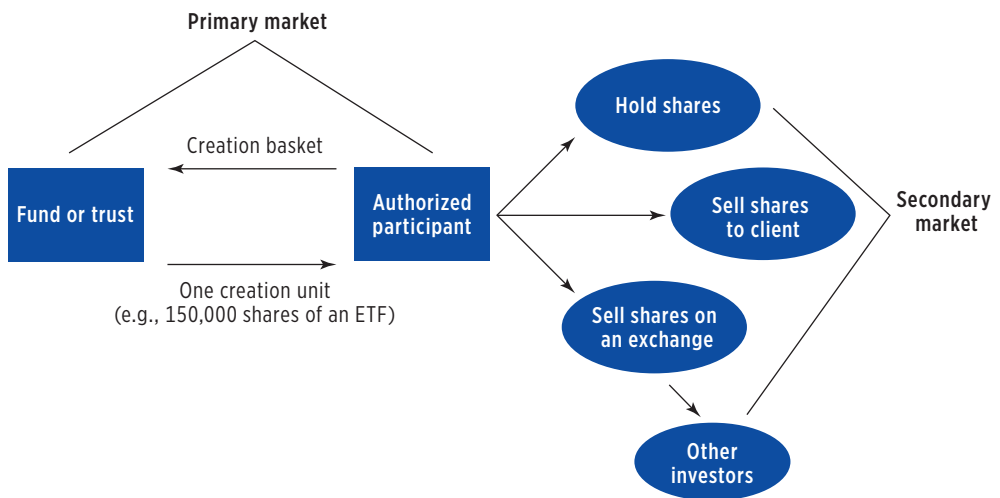 Primary market
Creation basket
Fund or trust
Authorized
participant
One creation unit
(e.g., 150,000 shares of an ETF)
Hold shares
Sell shares
to client
Sell shares on
an exchange
Other
investors
Secondary
market